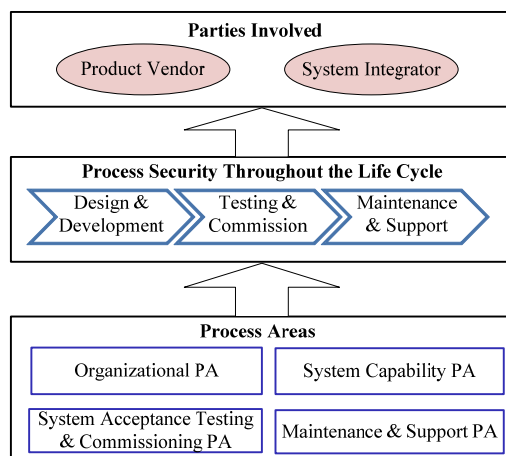 Parties Involved
Product Vendor
System Integrator
Process Security Throughout the Life Cycle
Design &
Development
Testing &
Commission
Maintenance
& Support
Process Areas
Organizational PA
System Capability PA
System Acceptance Testing
& Commissioning PA
Maintenance & Support PA